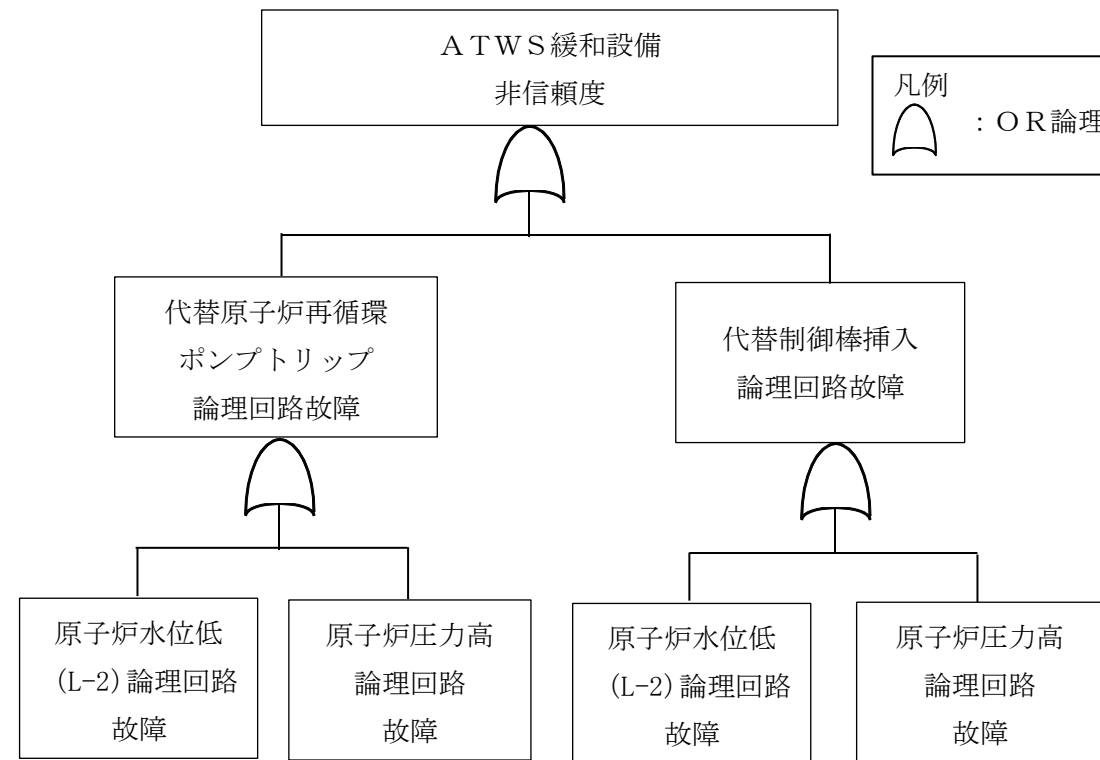 ATWS緩和設備
非信頼度
凡例
:OR論理
代替原子炉再循環
ポンプトリップ
論理回路故障
代替制御棒挿入
論理回路故障
原子炉水位低
(L-2)論理回路
故障
原子炉圧力高
論理回路
故障
原子炉水位低
(L-2)論理回路
故障
原子炉圧力高
論理回路
故障